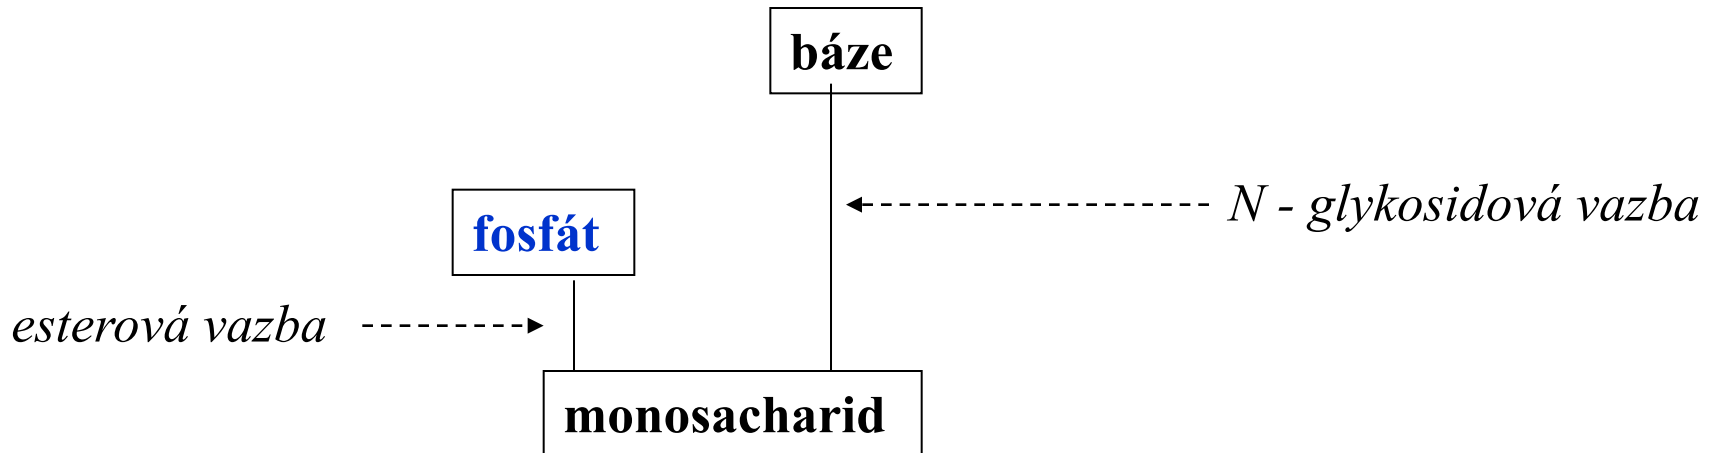 báze
N - glykosidová vazba
fosfát
esterová vazba
monosacharid